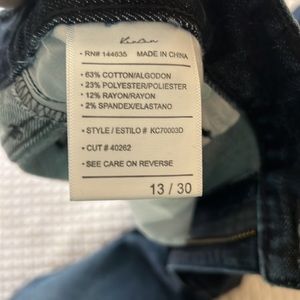 • RN# 144635 MADE IN CHINA
• 63% COTTON/ALGODON
• 23% POLYESTER/POLIESTER
• 12% RAYON/RAYON
• 2% SPANDEX/ELASTANO
• STYLE / ESTILO # KC70003D
• CUT # 40262
• SEE CARE ON REVERSE
13 / 30